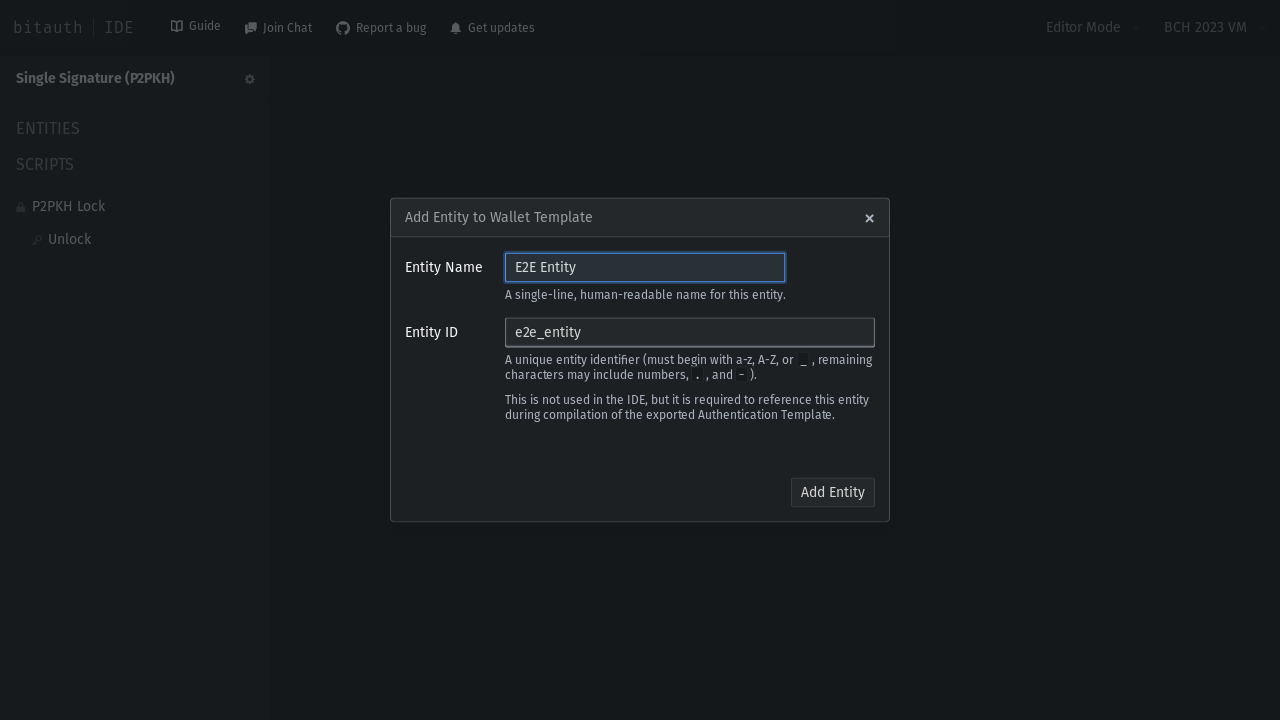 bitauth | IDE
Guide
Join Chat
Report a bug
Get updates
Editor Mode
BCH 2023 VM
Single Signature (P2PKH)
ENTITIES
SCRIPTS
P2PKH Lock
Unlock
Add Entity to Wallet Template
Entity Name
E2E Entity
A single-line, human-readable name for this entity.
Entity ID
e2e_entity
A unique entity identifier (must begin with a-z, A-Z, or _ , remaining
characters may include numbers, . , and - ).
This is not used in the IDE, but it is required to reference this entity
during compilation of the exported Authentication Template.
Add Entity